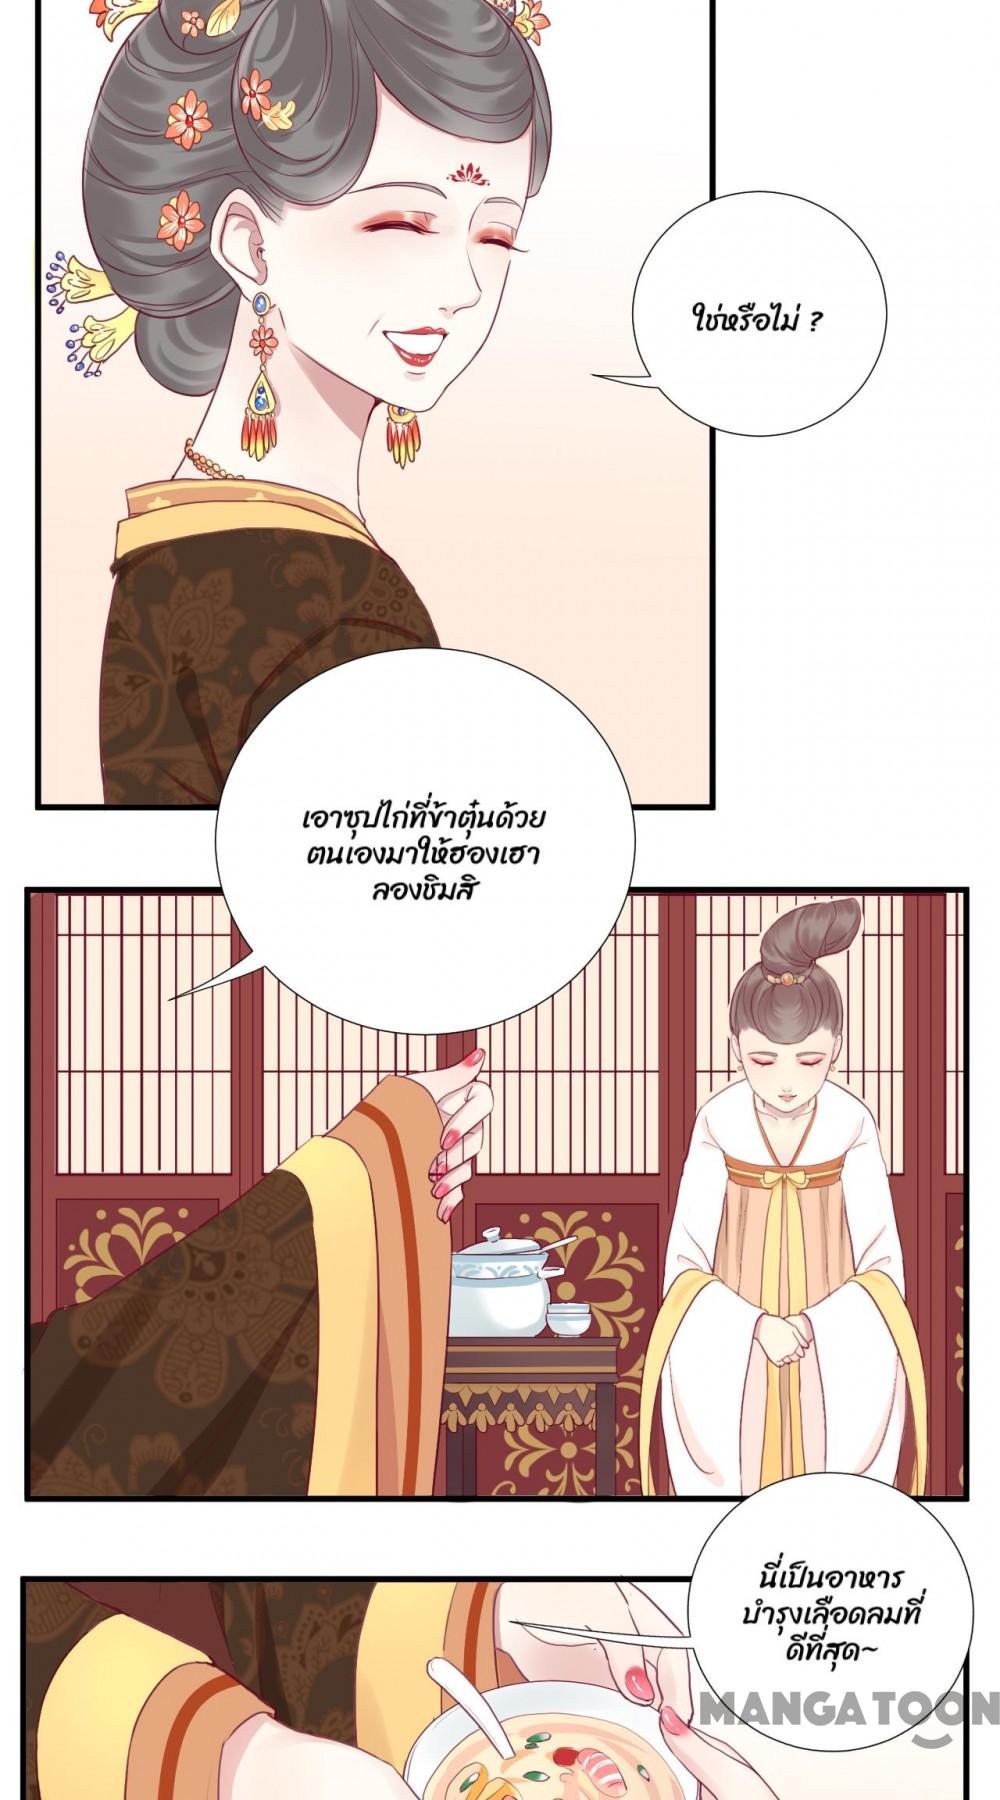 ใช่หรือไม่ ?
เอาซุปไก่ที่ข้าตุ๋นด้วย
ตนเองมาให้ฮองเฮา
ลองชิมสิ
นี่เป็นอาหาร
บำรุงเลือดลมที่
ดีที่สุด~
MANGATOON